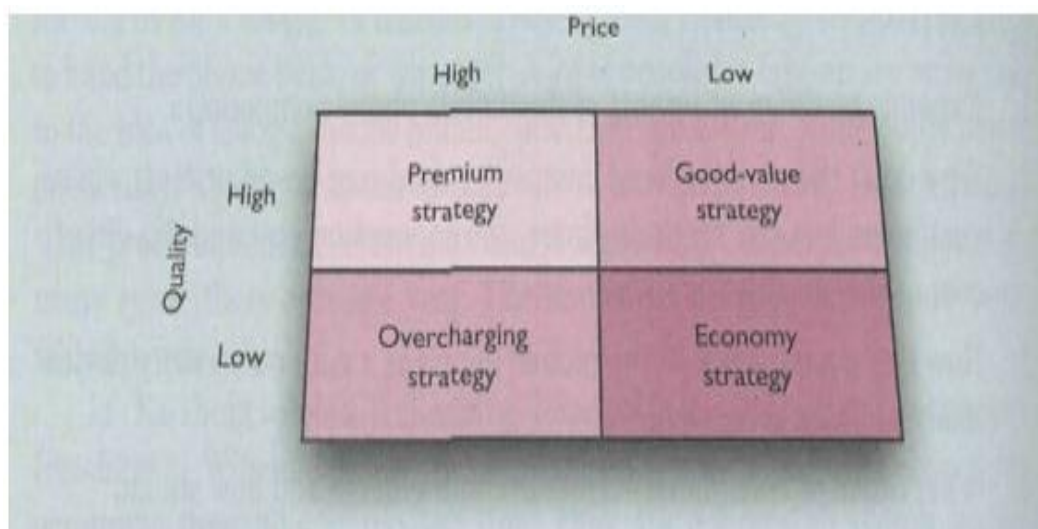 Price
High Low
High
Quality
Premium
strategy
Good-value
strategy
Low
Overcharging
strategy
Economy
strategy